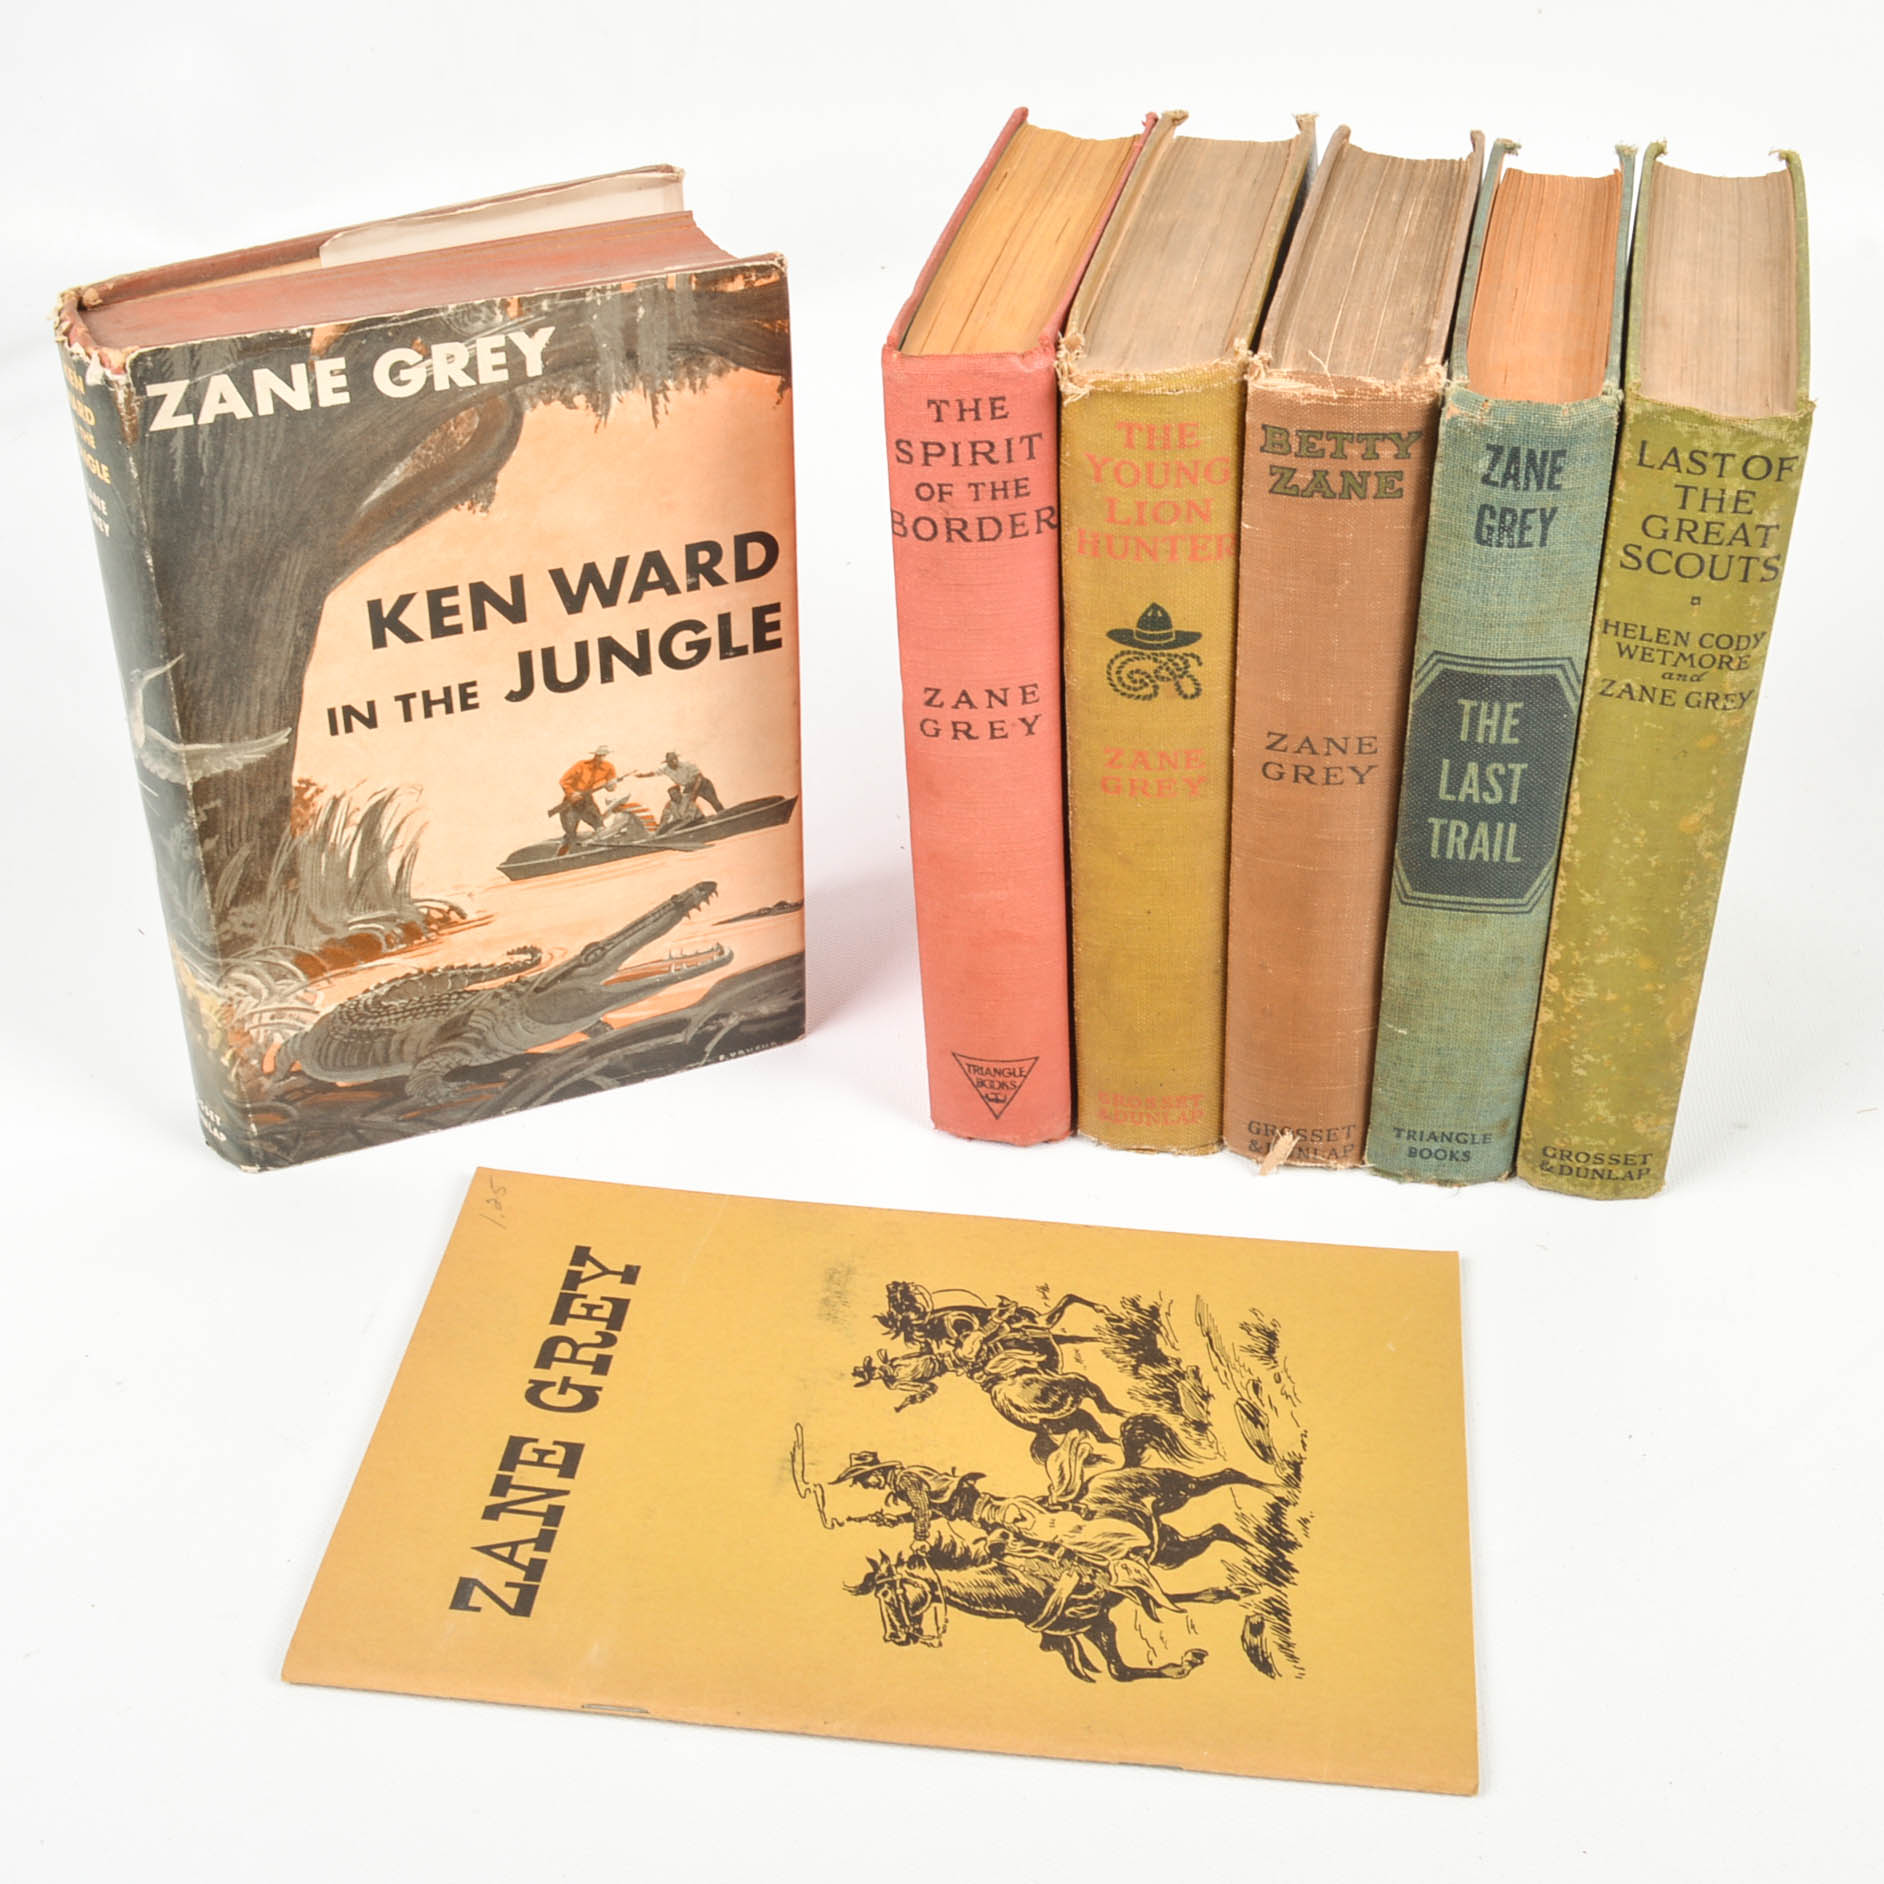 ZANE GREY
KEN WARD
IN THE JUNGLE
THE
SPIRIT
OF THE
BORDER
ZANE
GREY
TRIANGLE
BOOKS
THE
YOUNG
LION
HUNTER
ZANE
GREY
GROSSET
& DUNLAP
BETTY
ZANE
ZANE
GREY
GROSSET
& DUNLAP
ZANE
GREY
THE
LAST
TRAIL
TRIANGLE
BOOKS
LAST OF
THE
GREAT
SCOUTS
HELEN CODY
WETMORE
and
ZANE GREY
GROSSET
& DUNLAP
1.25
ZANE GREY